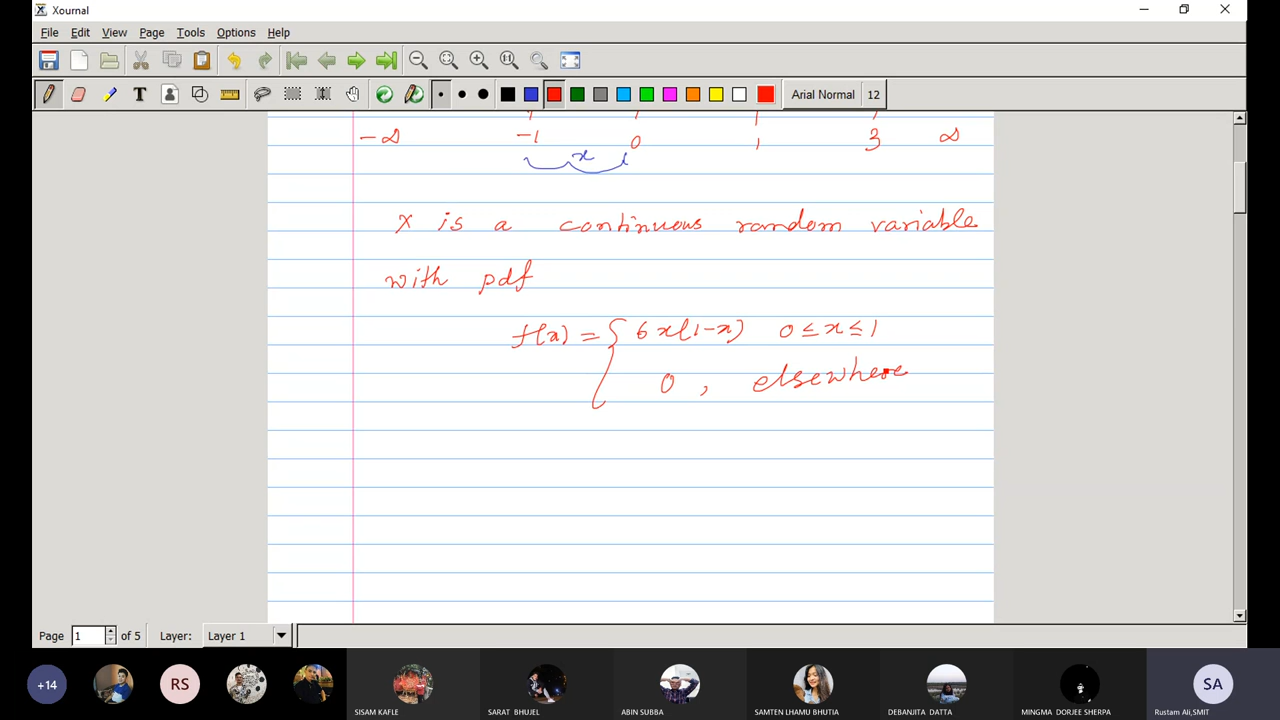 Xournal
File Edit View Page Tools Options Help
Arial Normal 12
-∞ -1 0 1 3 ∞
x
X is a continuous random variable
with pdf
f(x) = { 6x(1-x) 0 ≤ x ≤ 1
0 , elsewhere
Page 1 of 5 Layer: Layer 1
+14 RS SA
SISAM KAFLE SARAT BHUJEL ABIN SUBBA SAMTEN LHAMU BHUTIA DEBANJITA DATTA MINGMA DORJEE SHERPA Rustam Ali,SMIT